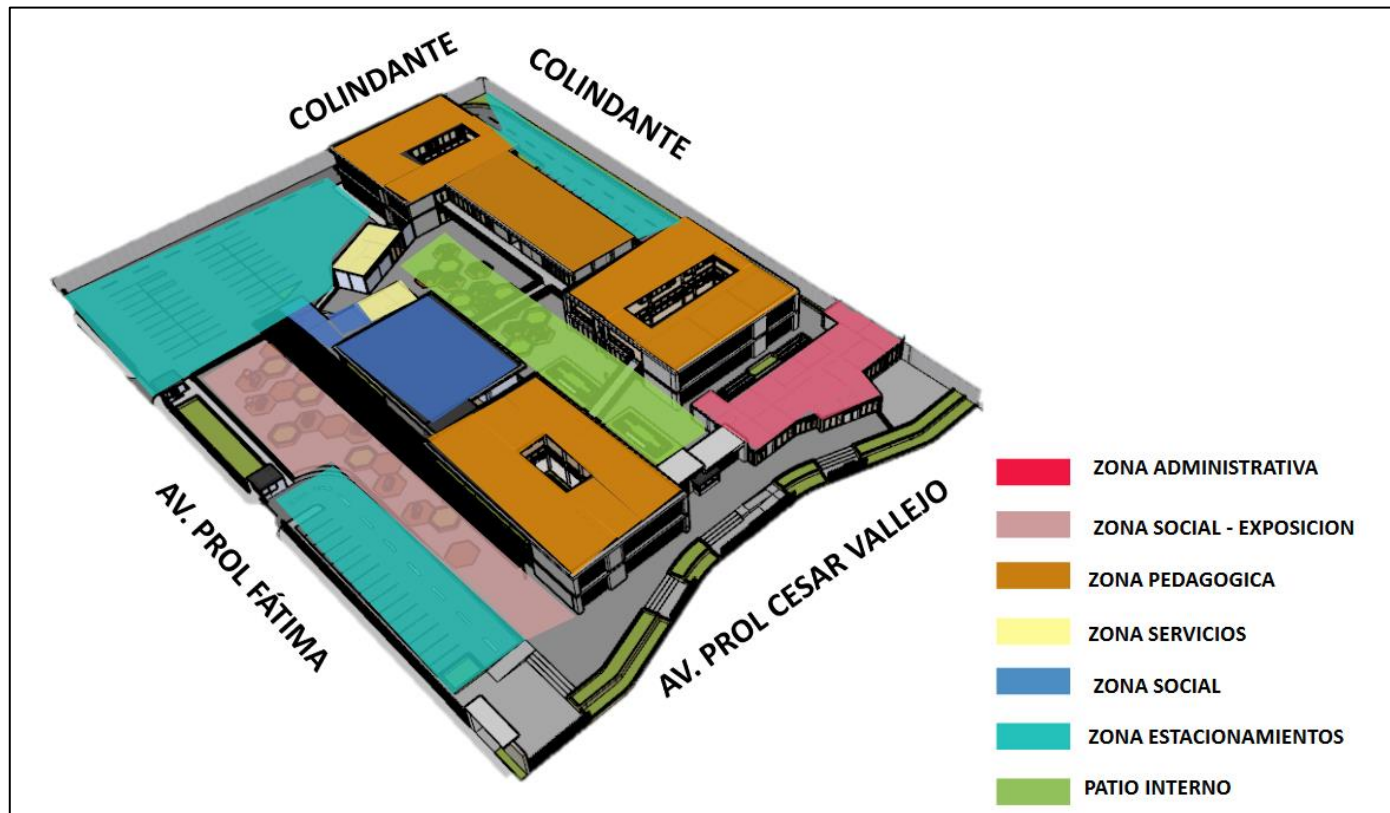 COLINDANTE
COLINDANTE
AV. PROL FÁTIMA
AV. PROL CESAR VALLEJO
ZONA ADMINISTRATIVA
ZONA SOCIAL - EXPOSICION
ZONA PEDAGOGICA
ZONA SERVICIOS
ZONA SOCIAL
ZONA ESTACIONAMIENTOS
PATIO INTERNO